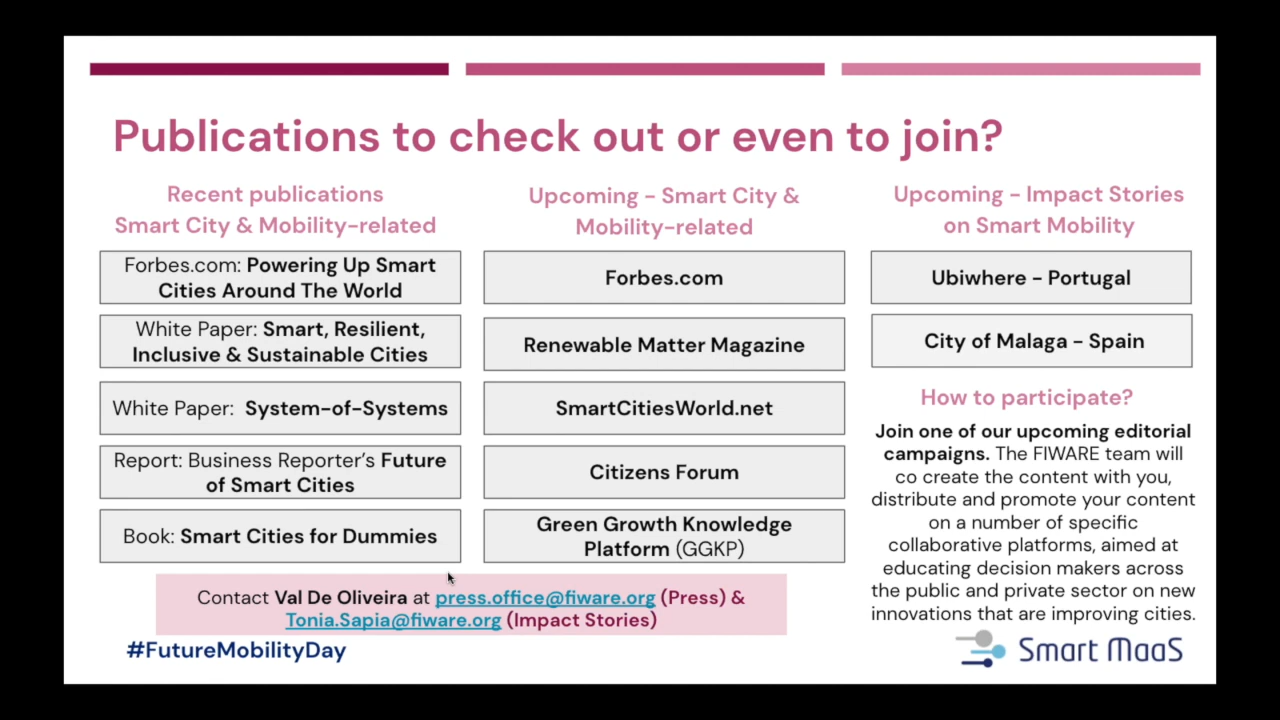 Publications to check out or even to join?
Recent publications
Smart City & Mobility-related
Forbes.com: Powering Up Smart
Cities Around The World
White Paper: Smart, Resilient,
Inclusive & Sustainable Cities
White Paper: System-of-Systems
Report: Business Reporter's Future
of Smart Cities
Book: Smart Cities for Dummies
Upcoming - Smart City &
Mobility-related
Forbes.com
Renewable Matter Magazine
SmartCitiesWorld.net
Citizens Forum
Green Growth Knowledge
Platform (GGKP)
Upcoming - Impact Stories
on Smart Mobility
Ubiwhere - Portugal
City of Malaga - Spain
How to participate?
Join one of our upcoming editorial
campaigns. The FIWARE team will
co create the content with you,
distribute and promote your content
on a number of specific
collaborative platforms, aimed at
educating decision makers across
the public and private sector on new
innovations that are improving cities.
Contact Val De Oliveira at press.office@fiware.org (Press) &
Tonia.Sapia@fiware.org (Impact Stories)
#FutureMobilityDay
Smart MaaS